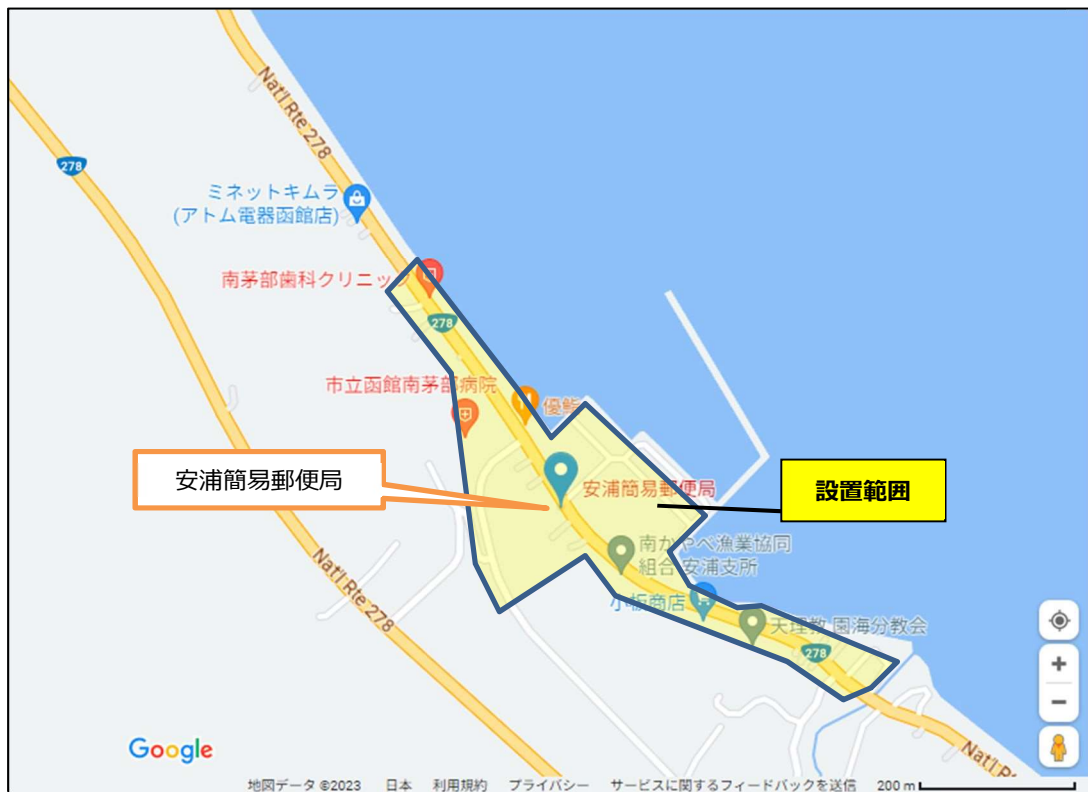 Nat'l Rte 278
278
ミネットキムラ
(アトム電器函館店)
南茅部歯科クリニック
278
市立函館南茅部病院
優鮨
安浦簡易郵便局
安浦簡易郵便局
設置範囲
南かやべ漁業協同
組合 安浦支所
小板商店
天理教 園海分教会
Nat'l Rte 278
278
Nat'l
Google
地図データ ©2023 日本 利用規約 プライバシー サービスに関するフィードバックを送信 200 m